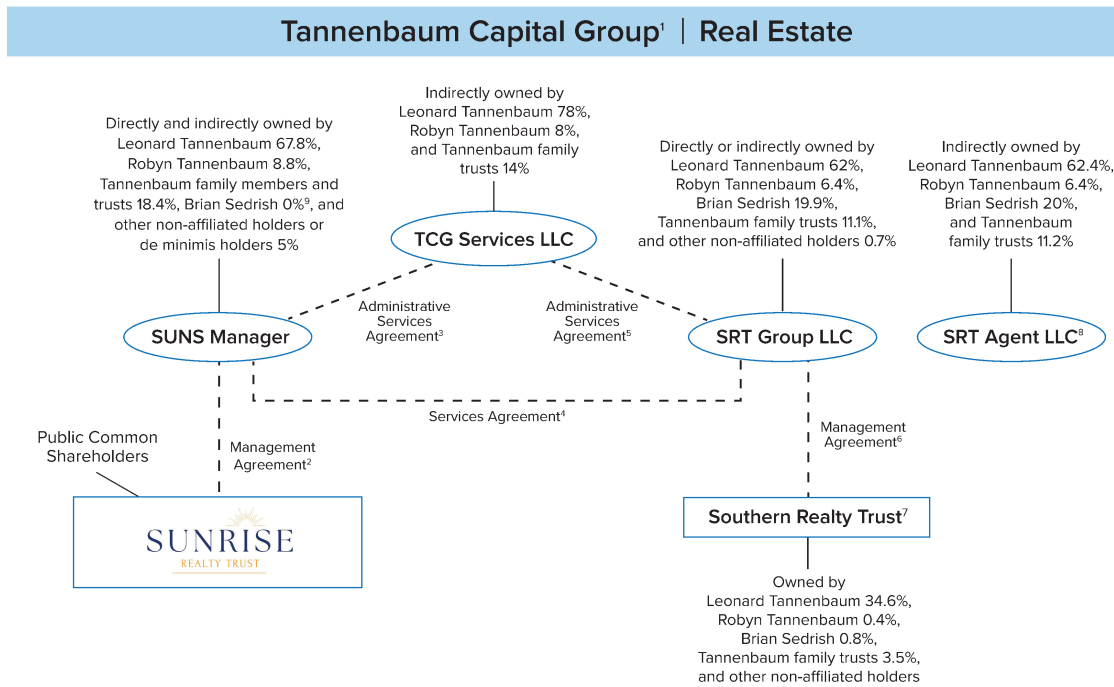 Tannenbaum Capital Group¹ | Real Estate
Directly and indirectly owned by
Leonard Tannenbaum 67.8%,
Robyn Tannenbaum 8.8%,
Tannenbaum family members and
trusts 18.4%, Brian Sedrish 0%⁹, and
other non-affiliated holders or
de minimis holders 5%
Indirectly owned by
Leonard Tannenbaum 78%,
Robyn Tannenbaum 8%,
and Tannenbaum family
trusts 14%
Directly or indirectly owned by
Leonard Tannenbaum 62%,
Robyn Tannenbaum 6.4%,
Brian Sedrish 19.9%,
Tannenbaum family trusts 11.1%,
and other non-affiliated holders 0.7%
Indirectly owned by
Leonard Tannenbaum 62.4%,
Robyn Tannenbaum 6.4%,
Brian Sedrish 20%,
and Tannenbaum
family trusts 11.2%
TCG Services LLC
Administrative
Services
Agreement³
Administrative
Services
Agreement⁵
SUNS Manager
SRT Group LLC
SRT Agent LLC⁸
Services Agreement⁴
Public Common
Shareholders
Management
Agreement²
Management
Agreement⁶
SUNRISE
REALTY TRUST
Southern Realty Trust⁷
Owned by
Leonard Tannenbaum 34.6%,
Robyn Tannenbaum 0.4%,
Brian Sedrish 0.8%,
Tannenbaum family trusts 3.5%,
and other non-affiliated holders